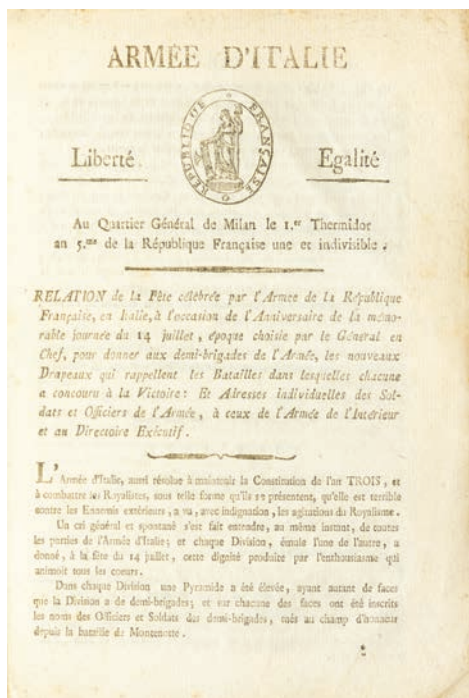 ARMÉE D'ITALIE
RÉPUBLIQUE FRANÇAISE
Liberté. Egalité
Au Quartier Général de Milan le 1.er Thermidor
an 5.me de la République Française une et indivisible.
RELATION de la Fête célébrée par l'Armée de la République
Française, en Italie, à l'occasion de l'Anniversaire de la mémo-
rable journée du 14 juillet, époque choisie par le Général en
Chef, pour donner aux demi-brigades de l'Armée, les nouveaux
Drapeaux qui rappellent les Batailles dans lesquelles chacune
a concouru à la Victoire: Et Adresses individuelles des Sol-
dats et Officiers de l'Armée, à ceux de l'Armée de l'Intérieur
et au Directoire Exécutif.
L'Armée d'Italie, aussi résolue à maintenir la Constitution de l'an TROIS, et
à combattre les Royalistes, sous telle forme qu'ils se présentent, qu'elle est terrible
contre les Ennemis extérieurs, a vu, avec indignation, les agitations du Royalisme.
Un cri général et spontané s'est fait entendre, au même instant, de toutes
les parties de l'Armée d'Italie; et chaque Division, émule l'une de l'autre, a
donné, à la fête du 14 juillet, cette dignité produite par l'enthousiasme qui
animoit tous les coeurs.
Dans chaque Division une Pyramide a été élevée, ayant autant de faces
que la Division a de demi-brigades; et sur chacune des faces ont été inscrits
les noms des Officiers et Soldats des demi-brigades, tués au champ d'honneur
depuis la bataille de Montenotte.